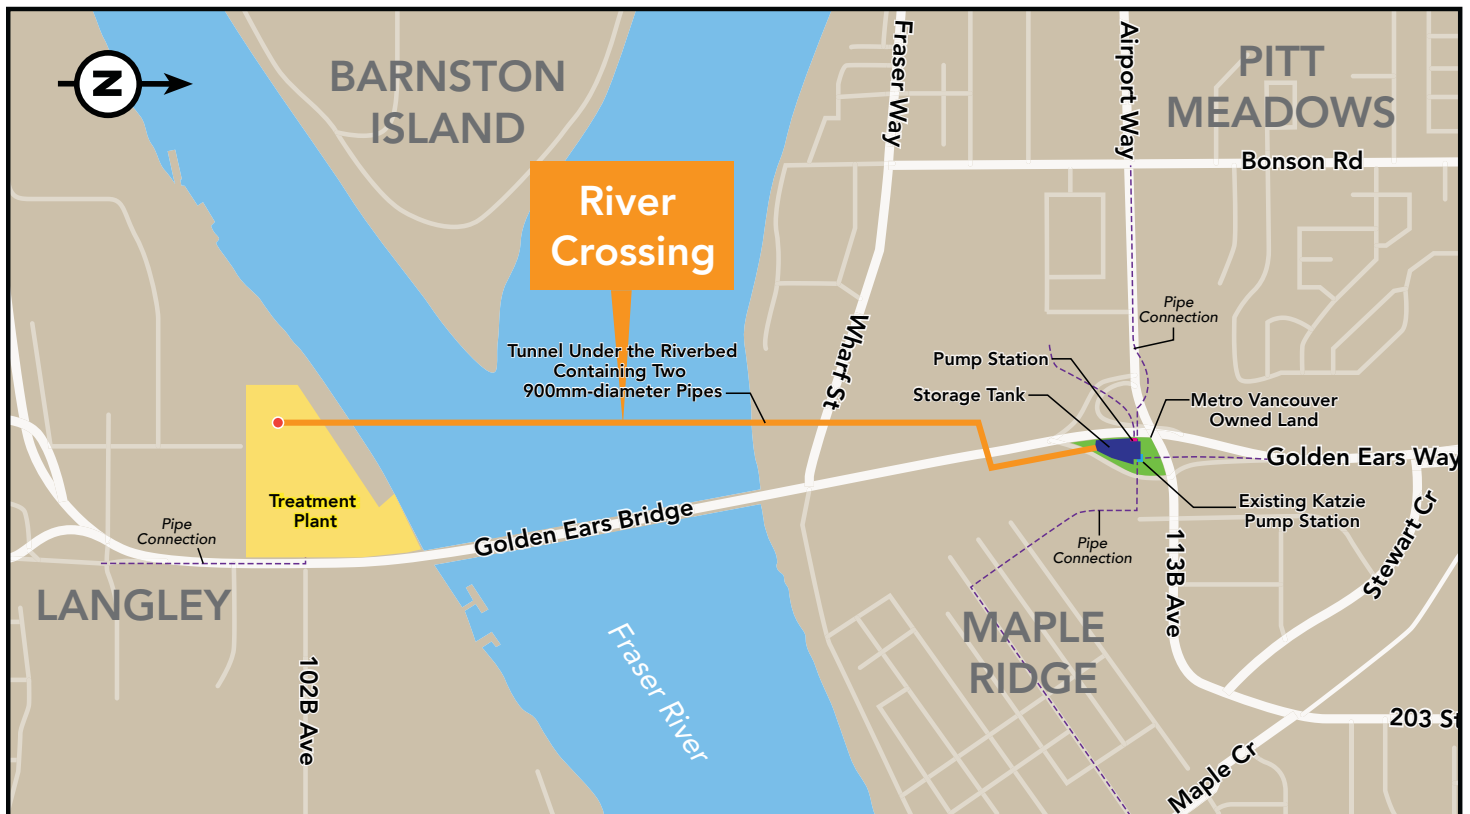 N
BARNSTON
ISLAND
PITT
MEADOWS
Fraser Way
Airport Way
Bonson Rd
River
Crossing
Pipe
Connection
Tunnel Under the Riverbed
Containing Two
900mm-diameter Pipes
Wharf St
Pump Station
Storage Tank
Metro Vancouver
Owned Land
Golden Ears Way
Treatment
Plant
Existing Katzie
Pump Station
Pipe
Connection
Golden Ears Bridge
Pipe
Connection
Stewart Cr
113B Ave
LANGLEY
MAPLE
RIDGE
Fraser River
102B Ave
203 St
Maple Cr